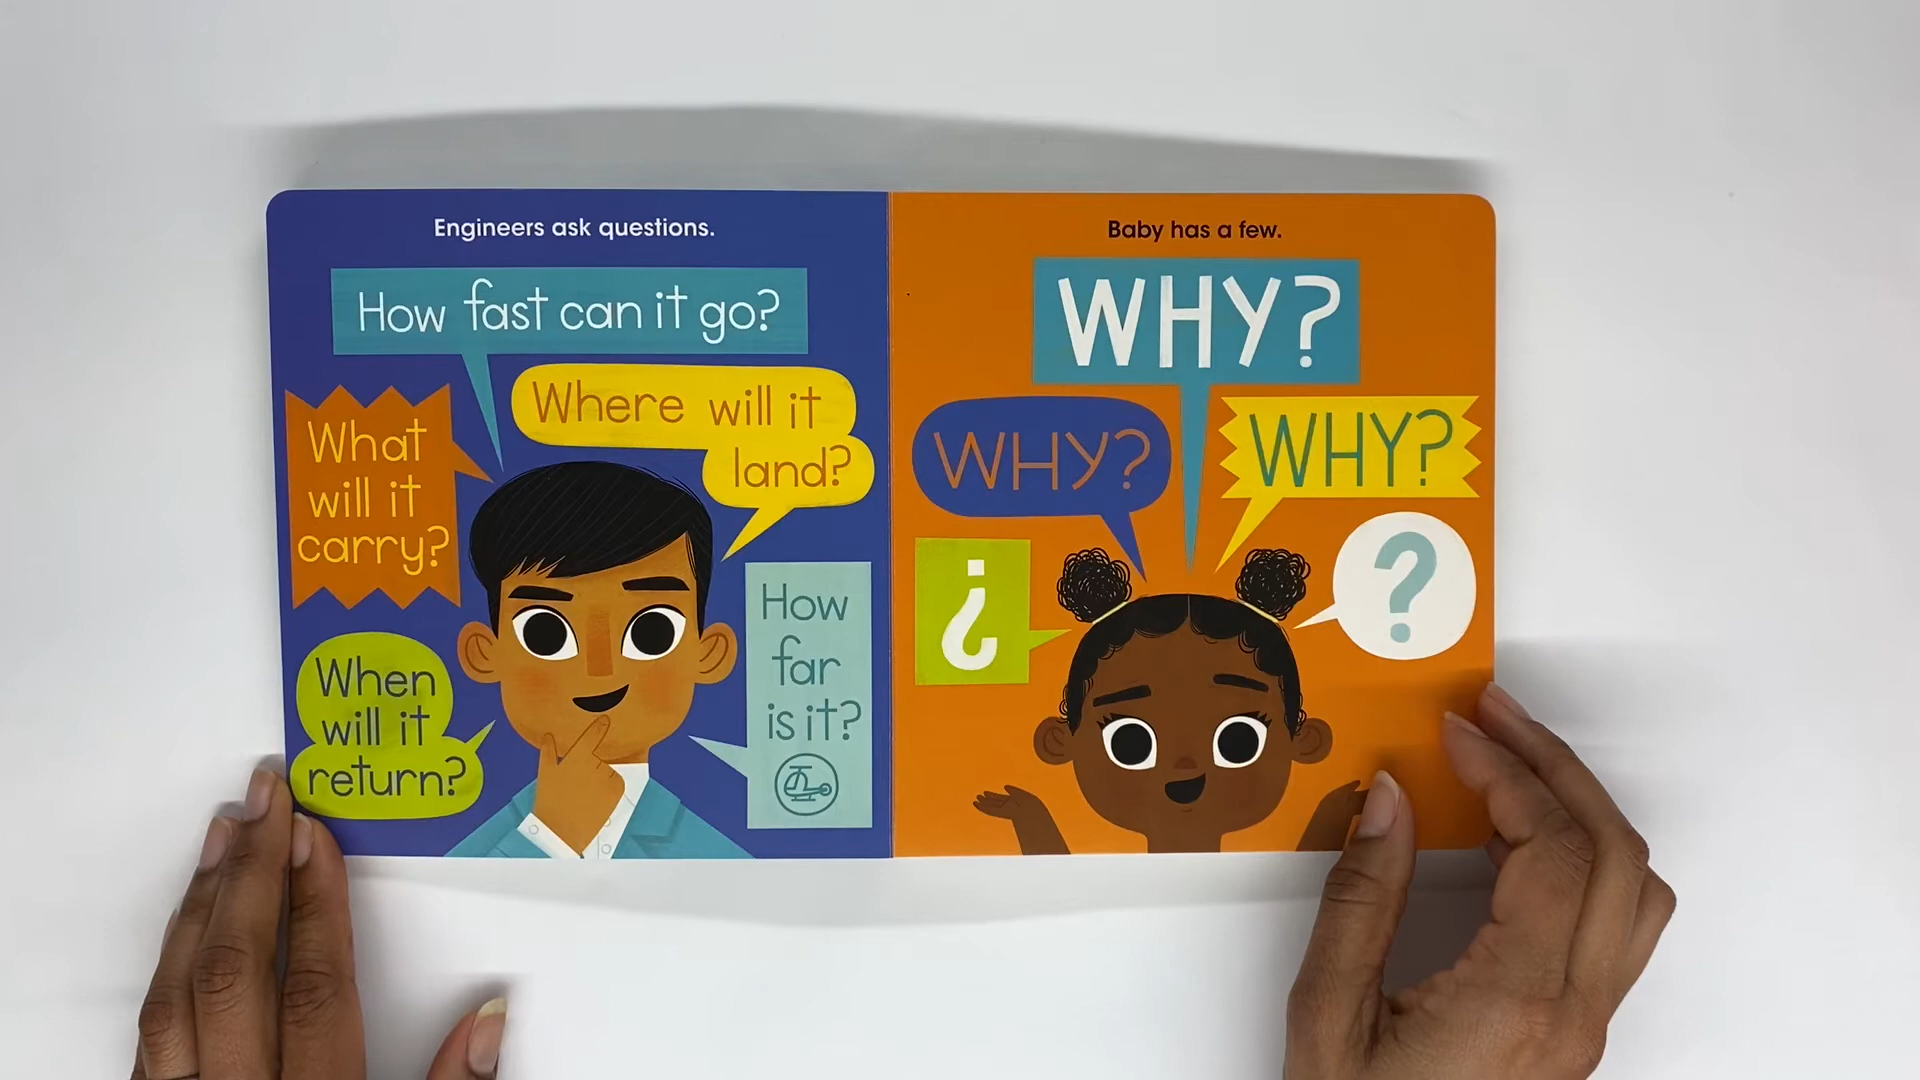 Engineers ask questions.
How fast can it go?
Where will it
land?
What
will it
carry?
When
will it
return?
How
far
is it?
Baby has a few.
WHY?
WHY?
WHY?
¿
?